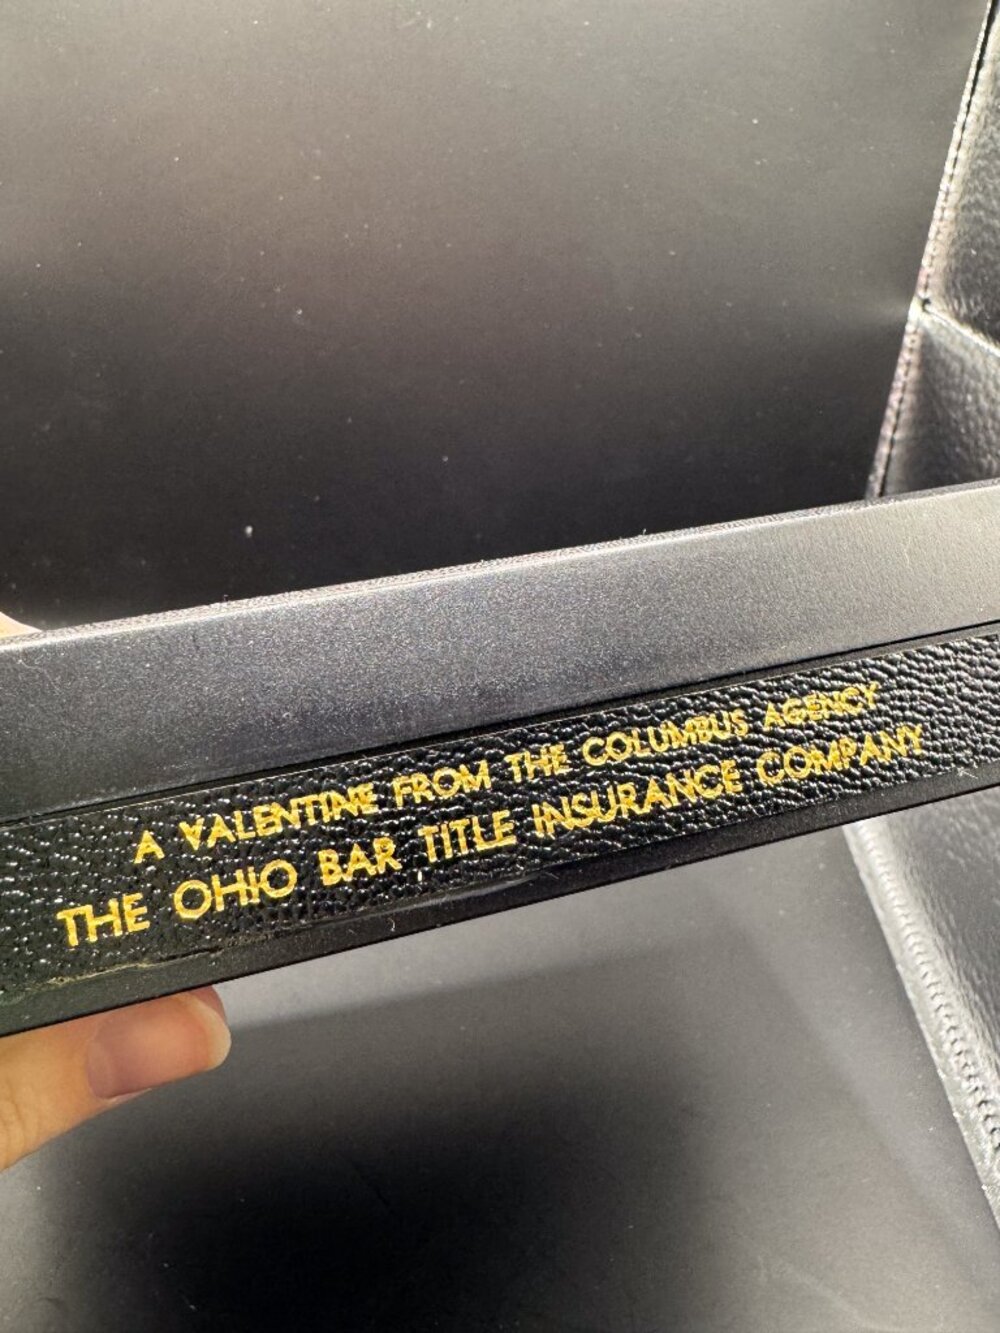 A VALENTINE FROM THE COLUMBUS AGENCY
THE OHIO BAR TITLE INSURANCE COMPANY